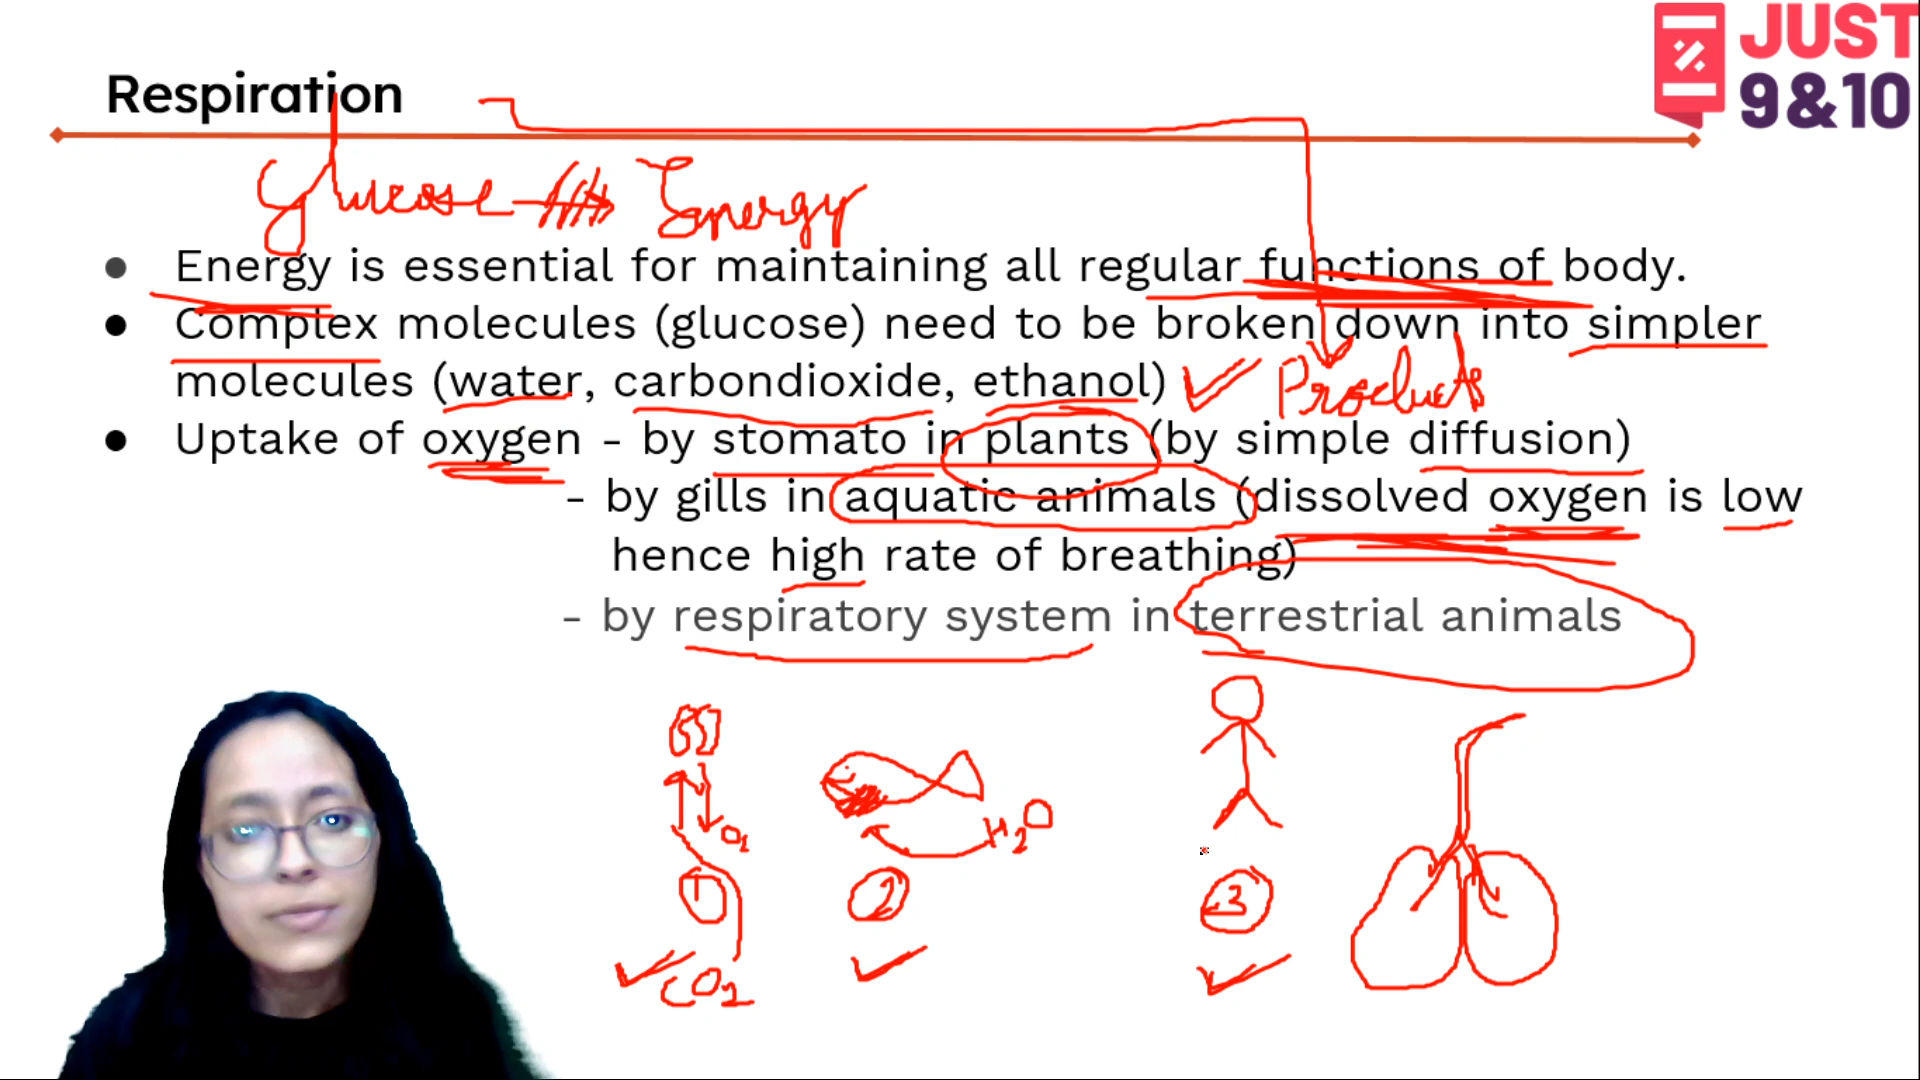 JUST
9&10
Respiration
Glucose → Energy
● Energy is essential for maintaining all regular functions of body.
● Complex molecules (glucose) need to be broken down into simpler
molecules (water, carbondioxide, ethanol) ✓ Products
● Uptake of oxygen - by stomato in plants (by simple diffusion)
- by gills in aquatic animals (dissolved oxygen is low
hence high rate of breathing)
- by respiratory system in terrestrial animals
O2
H2O
1 2 3
CO2